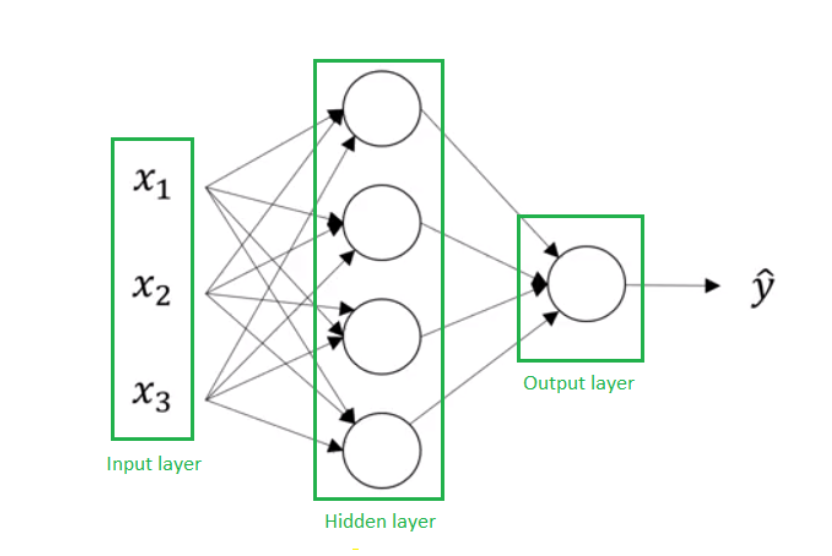 x₁
x₂
x₃
ŷ
Input layer
Hidden layer
Output layer